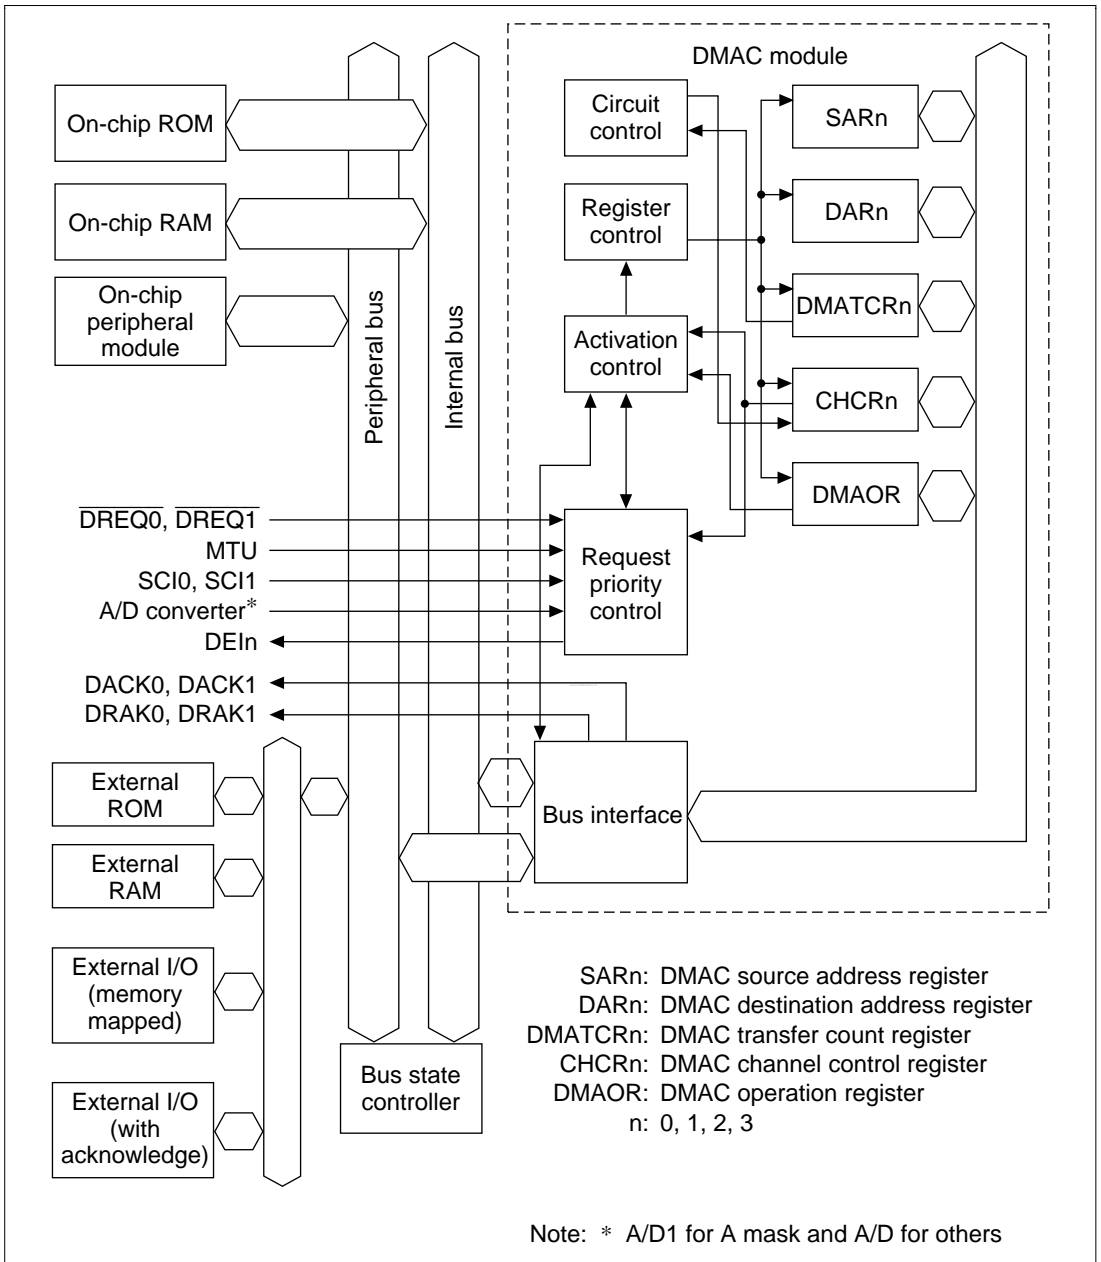 DMAC module
On-chip ROM
On-chip RAM
On-chip
peripheral
module
Peripheral bus
Internal bus
Circuit
control
Register
control
Activation
control
Request
priority
control
SARn
DARn
DMATCRn
CHCRn
DMAOR
DREQ0, DREQ1
MTU
SCI0, SCI1
A/D converter*
DEIn
DACK0, DACK1
DRAK0, DRAK1
External
ROM
External
RAM
External I/O
(memory
mapped)
External I/O
(with
acknowledge)
Bus interface
Bus state
controller
SARn: DMAC source address register
DARn: DMAC destination address register
DMATCRn: DMAC transfer count register
CHCRn: DMAC channel control register
DMAOR: DMAC operation register
n: 0, 1, 2, 3
Note: * A/D1 for A mask and A/D for others